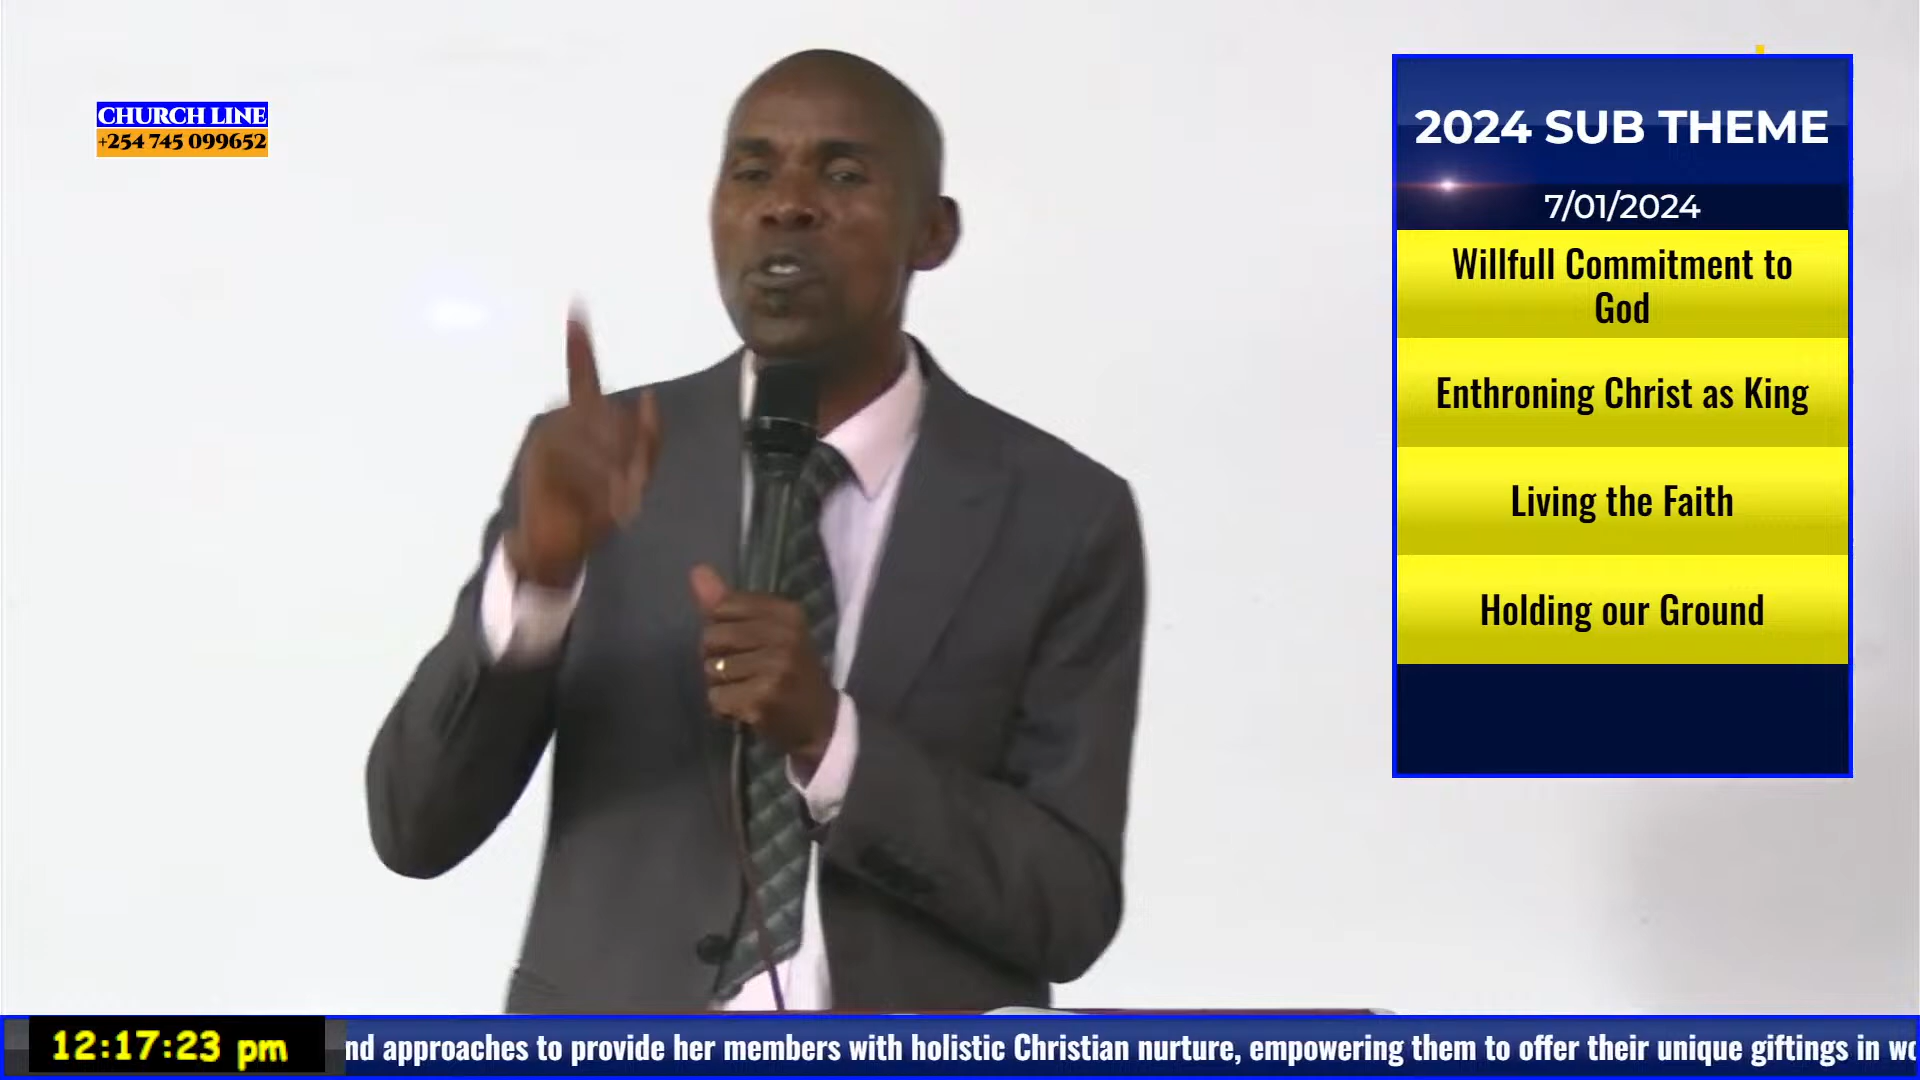 CHURCH LINE
+254 745 099652
2024 SUB THEME
7/01/2024
Willfull Commitment to
God
Enthroning Christ as King
Living the Faith
Holding our Ground
12:17:23 pm
nd approaches to provide her members with holistic Christian nurture, empowering them to offer their unique giftings in